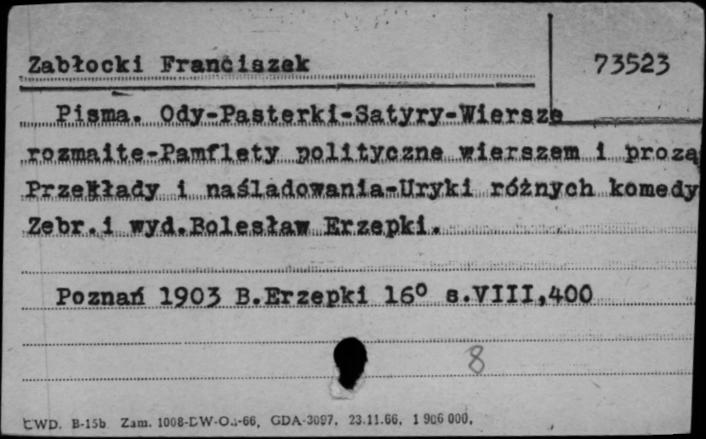 Zabłocki Franciszek
73523
Pisma. Ody-Pasterki-Satyry-Wiersze
rozmaite-Pamflety polityczne wierszem i prozą
Przekłady i naśladowania-Uryki różnych komedy
Zebr.i wyd.Bolesław Erzepki.
Poznań 1903 B.Erzepki 16° s.VIII,400
8
CWD. B-15b. Zam. 1008-DW-O.-66, GDA-3097, 23.11.66, 1 906 000,